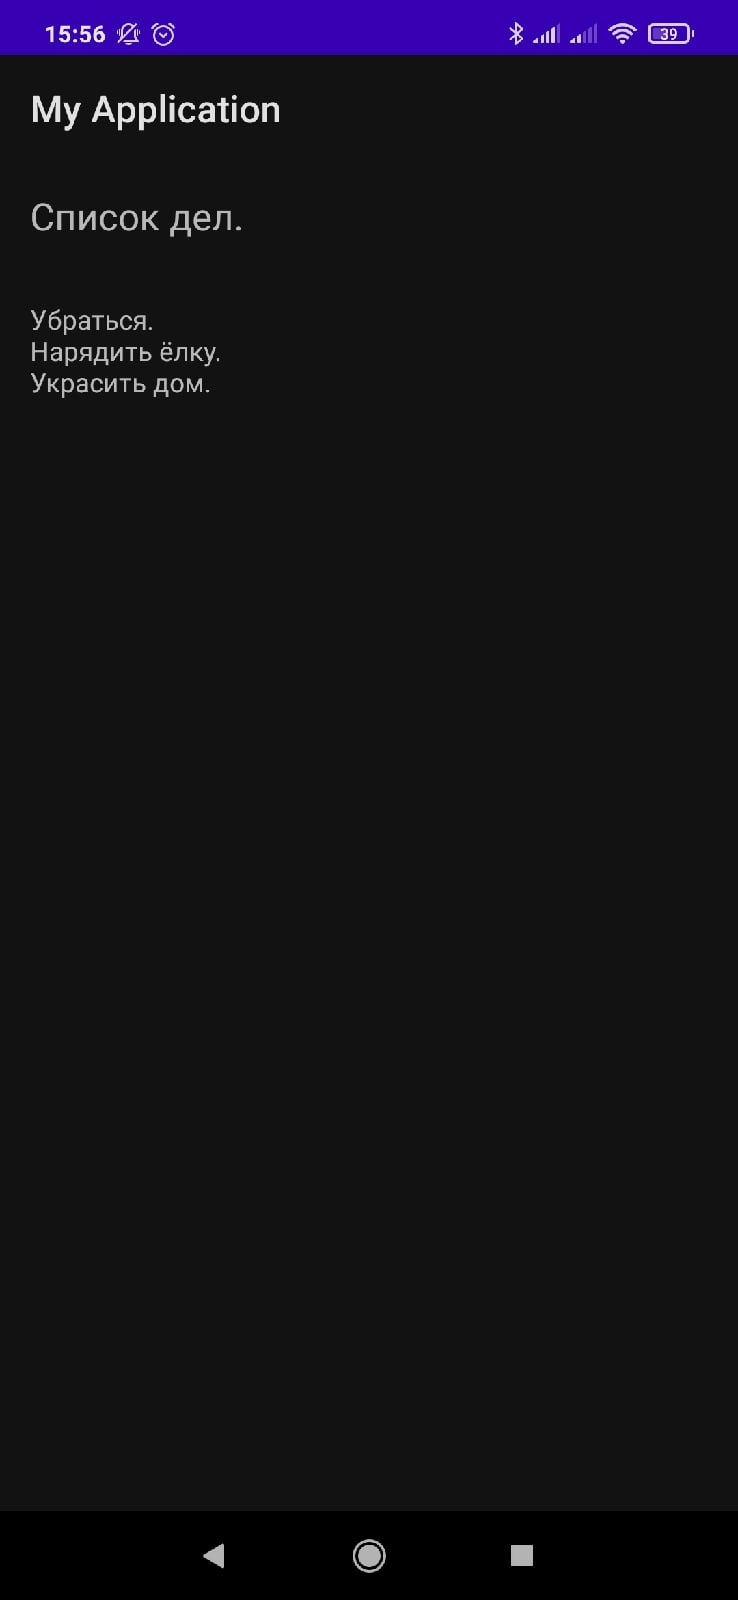 15:56
39
My Application
Список дел.
Убраться.
Нарядить ёлку.
Украсить дом.